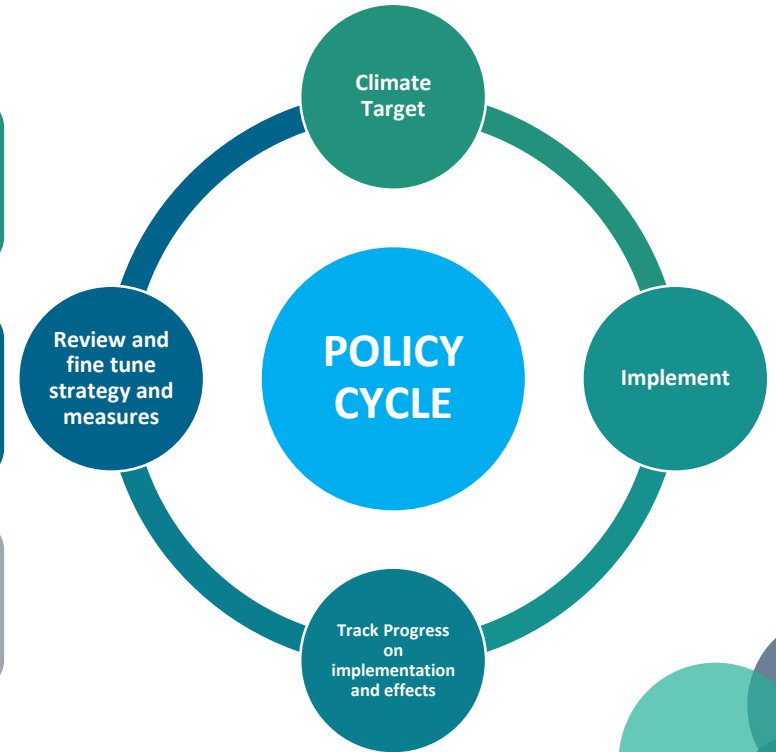 Climate
Target
Review and
fine tune
strategy and
measures
POLICY
CYCLE
Implement
Track Progress
on
implementation
and effects